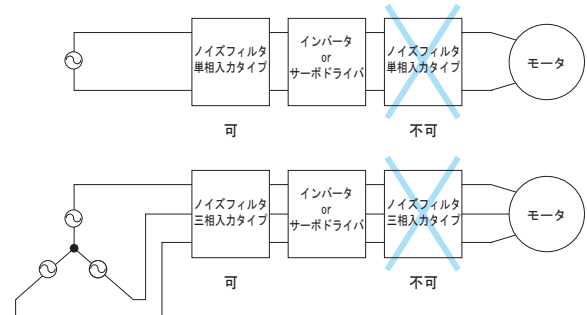 ノイズフィルタ
単相入力タイプ
インバータ
or
サーボドライバ
ノイズフィルタ
単相入力タイプ
モータ
可
不可
ノイズフィルタ
三相入力タイプ
インバータ
or
サーボドライバ
ノイズフィルタ
三相入力タイプ
モータ
可
不可